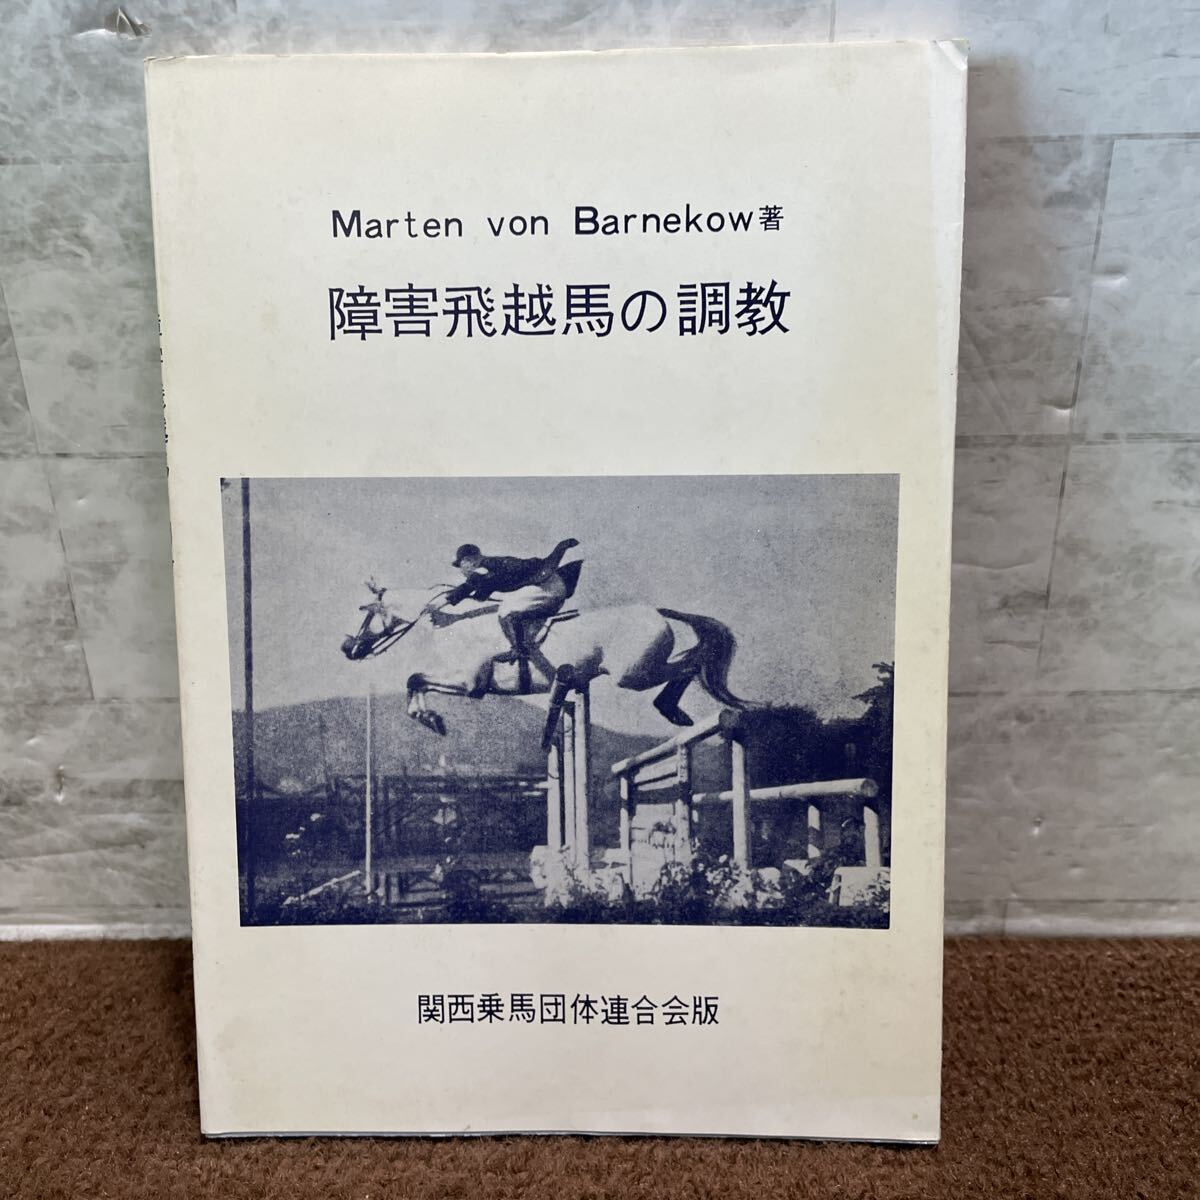 Marten von Barnekow著
障害飛越馬の調教
関西乗馬団体連合会版